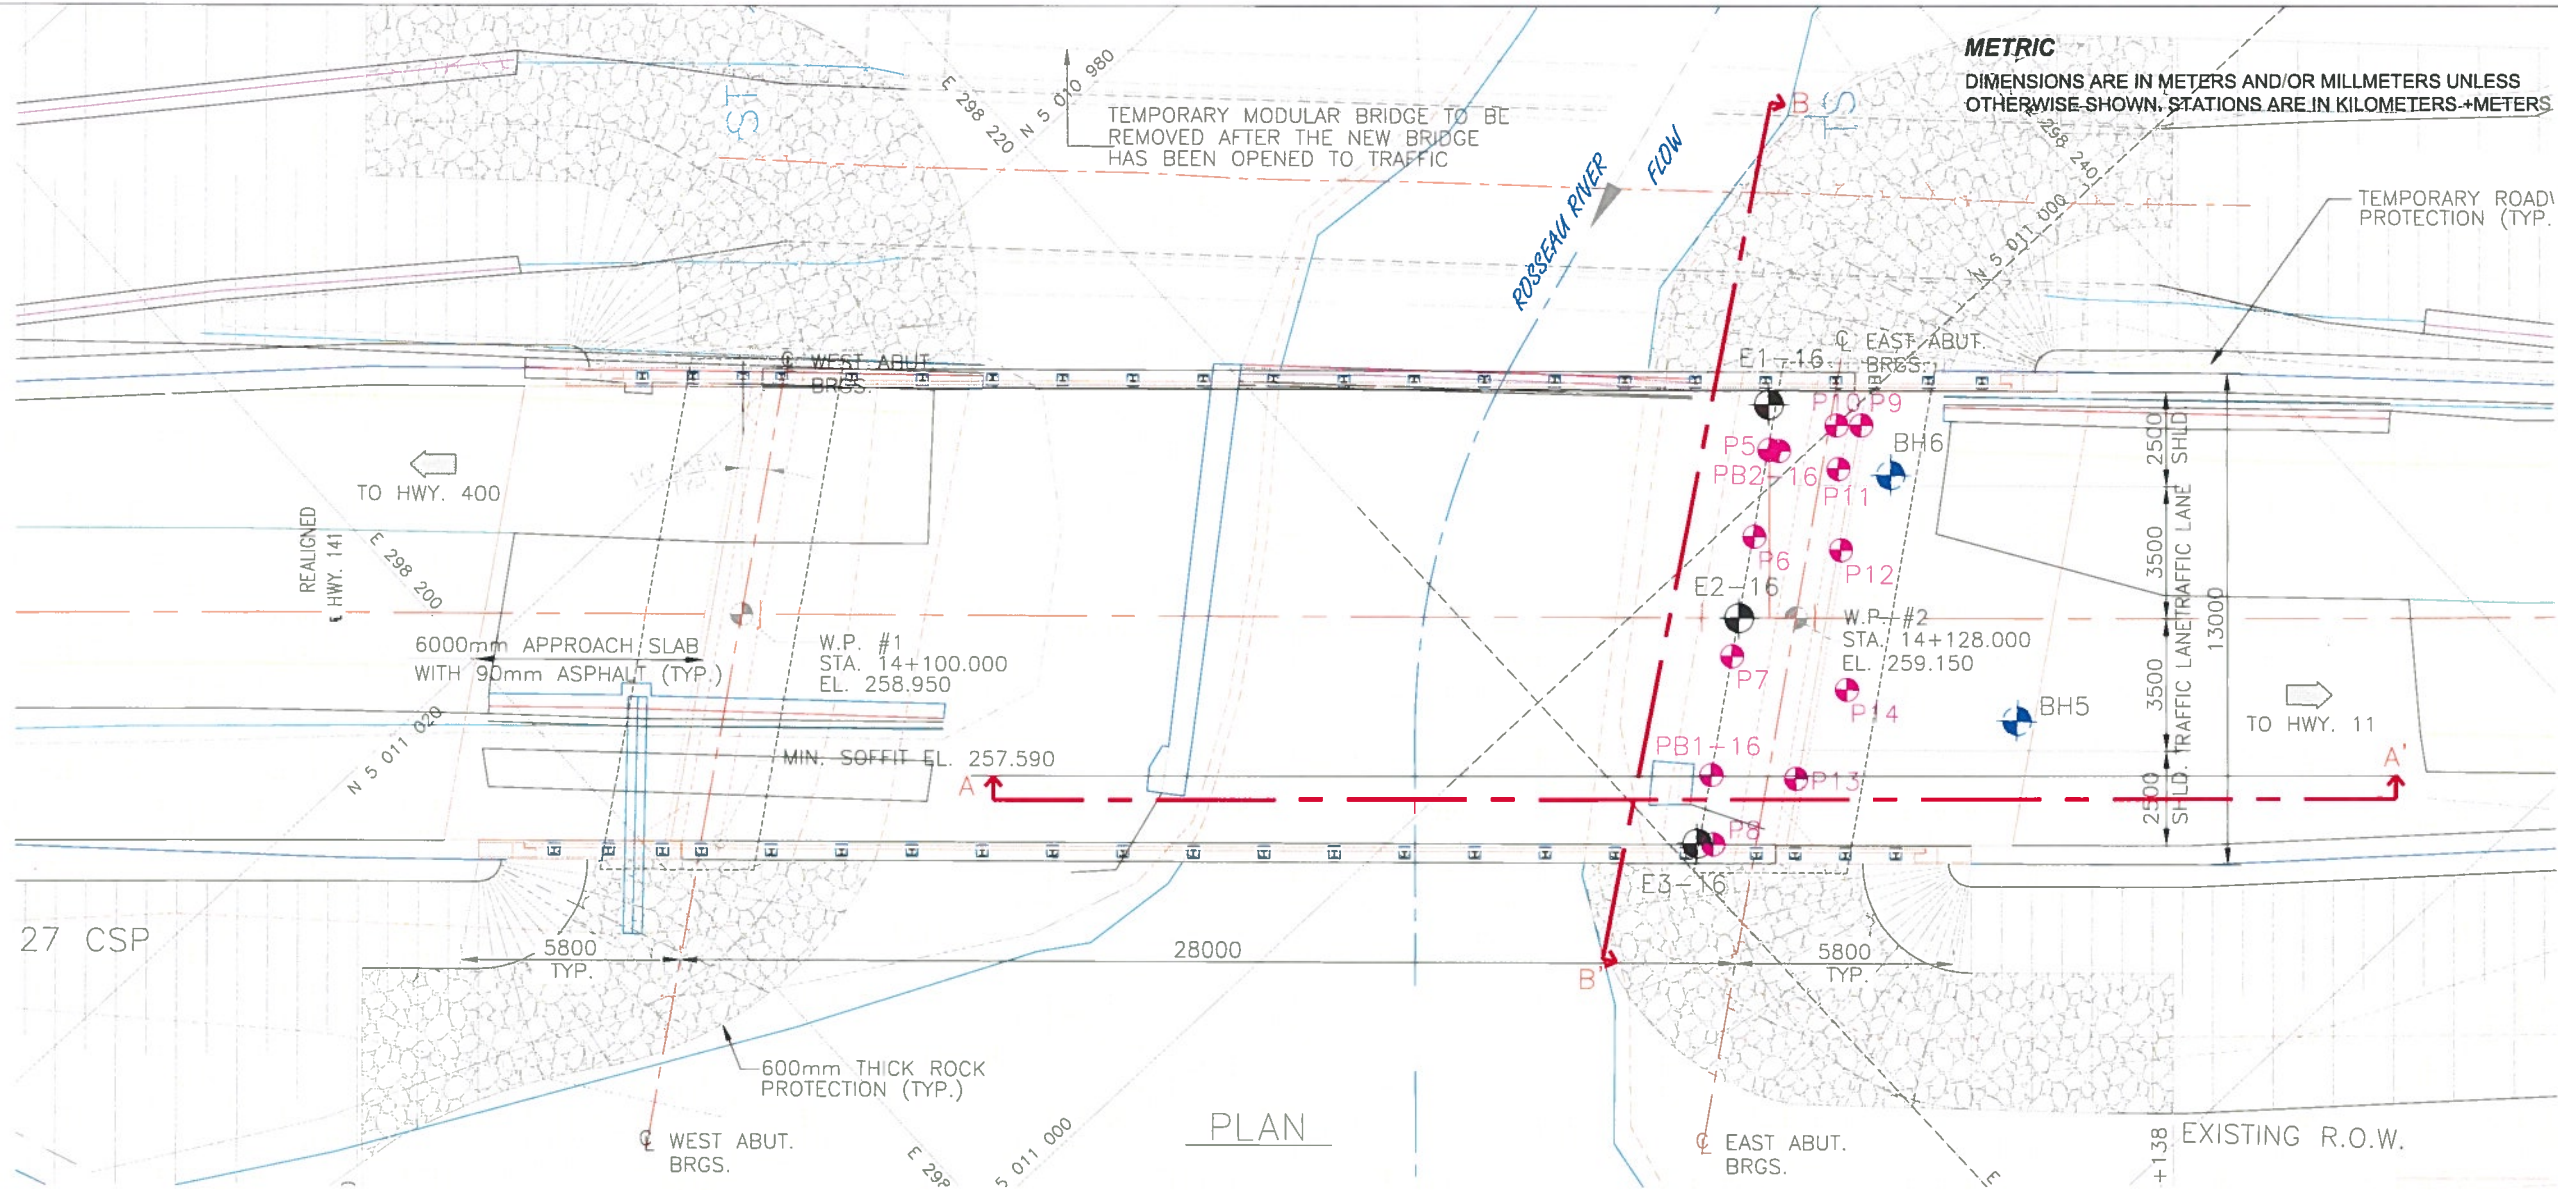 METRIC
DIMENSIONS ARE IN METERS AND/OR MILLMETERS UNLESS
OTHERWISE SHOWN. STATIONS ARE IN KILOMETERS+METERS
E 298 220
N 5 010 980
TEMPORARY MODULAR BRIDGE TO BE
REMOVED AFTER THE NEW BRIDGE
HAS BEEN OPENED TO TRAFFIC
ROSSEAU RIVER
FLOW
B
E 298 240
N 5 011 000
TEMPORARY ROADW
PROTECTION (TYP.
℄ WEST ABUT.
BRGS.
E1-16
℄ EAST ABUT.
BRGS.
P10
P9
P5
PB2-16
P11
BH6
P6
P12
E2-16
W.P. #2
STA. 14+128.000
EL. 259.150
P7
P14
BH5
PB1-16
P13
P8
E3-16
TO HWY. 400
REALIGNED
℄ HWY. 141
E 298 200
6000mm APPROACH SLAB
WITH 90mm ASPHALT (TYP.)
W.P. #1
STA. 14+100.000
EL. 258.950
N 5 011 020
MIN. SOFFIT EL. 257.590
A
A'
2500
SHLD.
3500
TRAFFIC LANE
3500
TRAFFIC LANE
2500
SHLD.
13000
TO HWY. 11
27 CSP
5800
TYP.
28000
B'
5800
TYP.
600mm THICK ROCK
PROTECTION (TYP.)
℄ WEST ABUT.
BRGS.
E 298
5 011 000
PLAN
℄ EAST ABUT.
BRGS.
E
+138
EXISTING R.O.W.